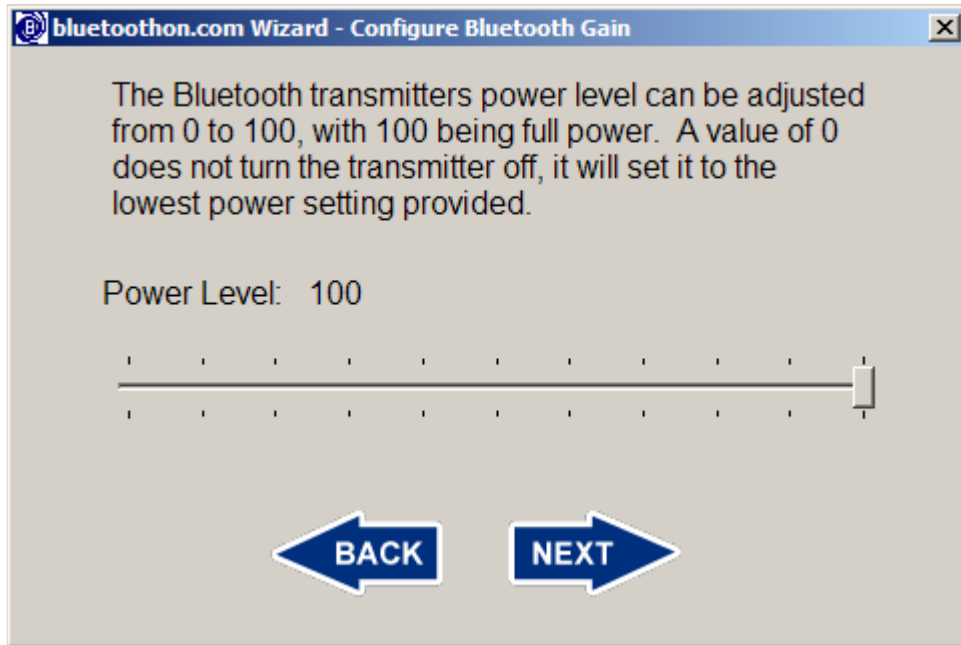 bluetoothon.com Wizard - Configure Bluetooth Gain
The Bluetooth transmitters power level can be adjusted
from 0 to 100, with 100 being full power.  A value of 0
does not turn the transmitter off, it will set it to the
lowest power setting provided.
Power Level:   100
BACK
NEXT